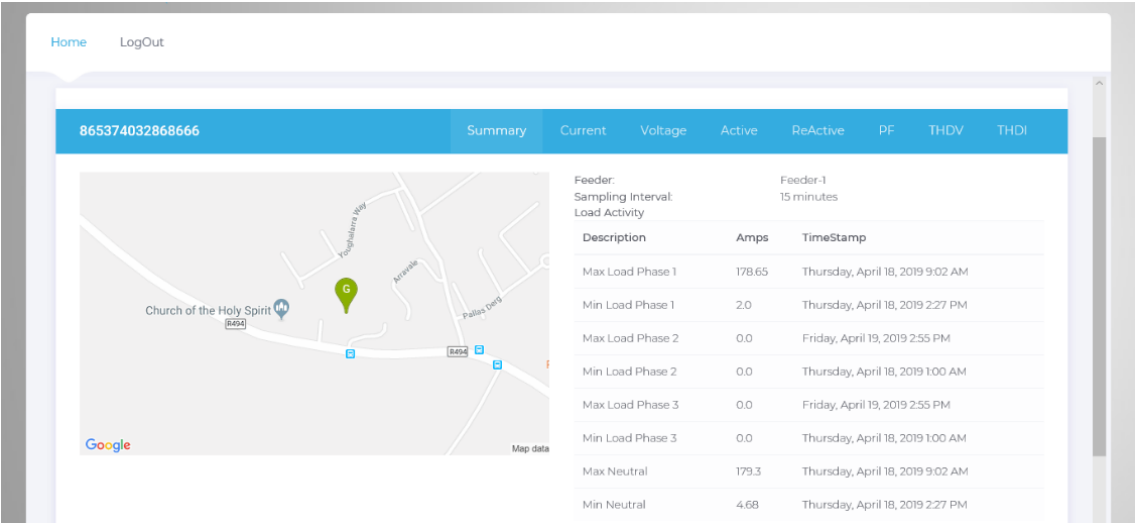 Home LogOut
865374032868666 Summary Current Voltage Active ReActive PF THDV THDI
Youghalarra Way
Arravale
Pallas Derg
Church of the Holy Spirit
R494
R494
G
Google
Map data
Feeder: Feeder-1
Sampling Interval: 15 minutes
Load Activity
Description Amps TimeStamp
Max Load Phase 1 178.65 Thursday, April 18, 2019 9:02 AM
Min Load Phase 1 2.0 Thursday, April 18, 2019 2:27 PM
Max Load Phase 2 0.0 Friday, April 19, 2019 2:55 PM
Min Load Phase 2 0.0 Thursday, April 18, 2019 1:00 AM
Max Load Phase 3 0.0 Friday, April 19, 2019 2:55 PM
Min Load Phase 3 0.0 Thursday, April 18, 2019 1:00 AM
Max Neutral 179.3 Thursday, April 18, 2019 9:02 AM
Min Neutral 4.68 Thursday, April 18, 2019 2:27 PM